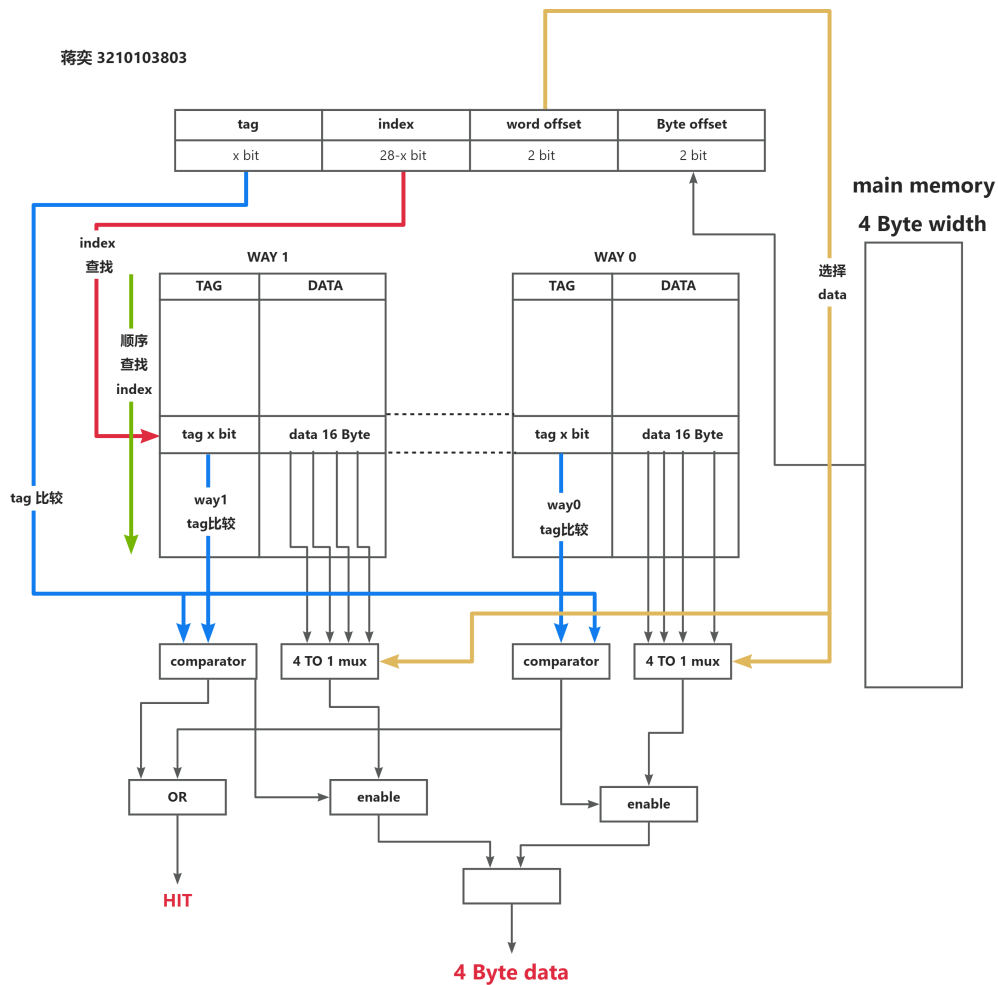 蒋奕 3210103803
tag
index
word offset
Byte offset
x bit
28-x bit
2 bit
2 bit
main memory
4 Byte width
index
查找
WAY 1
WAY 0
选择
data
TAG
DATA
TAG
DATA
顺序
查找
index
tag x bit
data 16 Byte
tag x bit
data 16 Byte
tag 比较
way1
tag比较
way0
tag比较
comparator
4 TO 1 mux
comparator
4 TO 1 mux
OR
enable
enable
HIT
4 Byte data